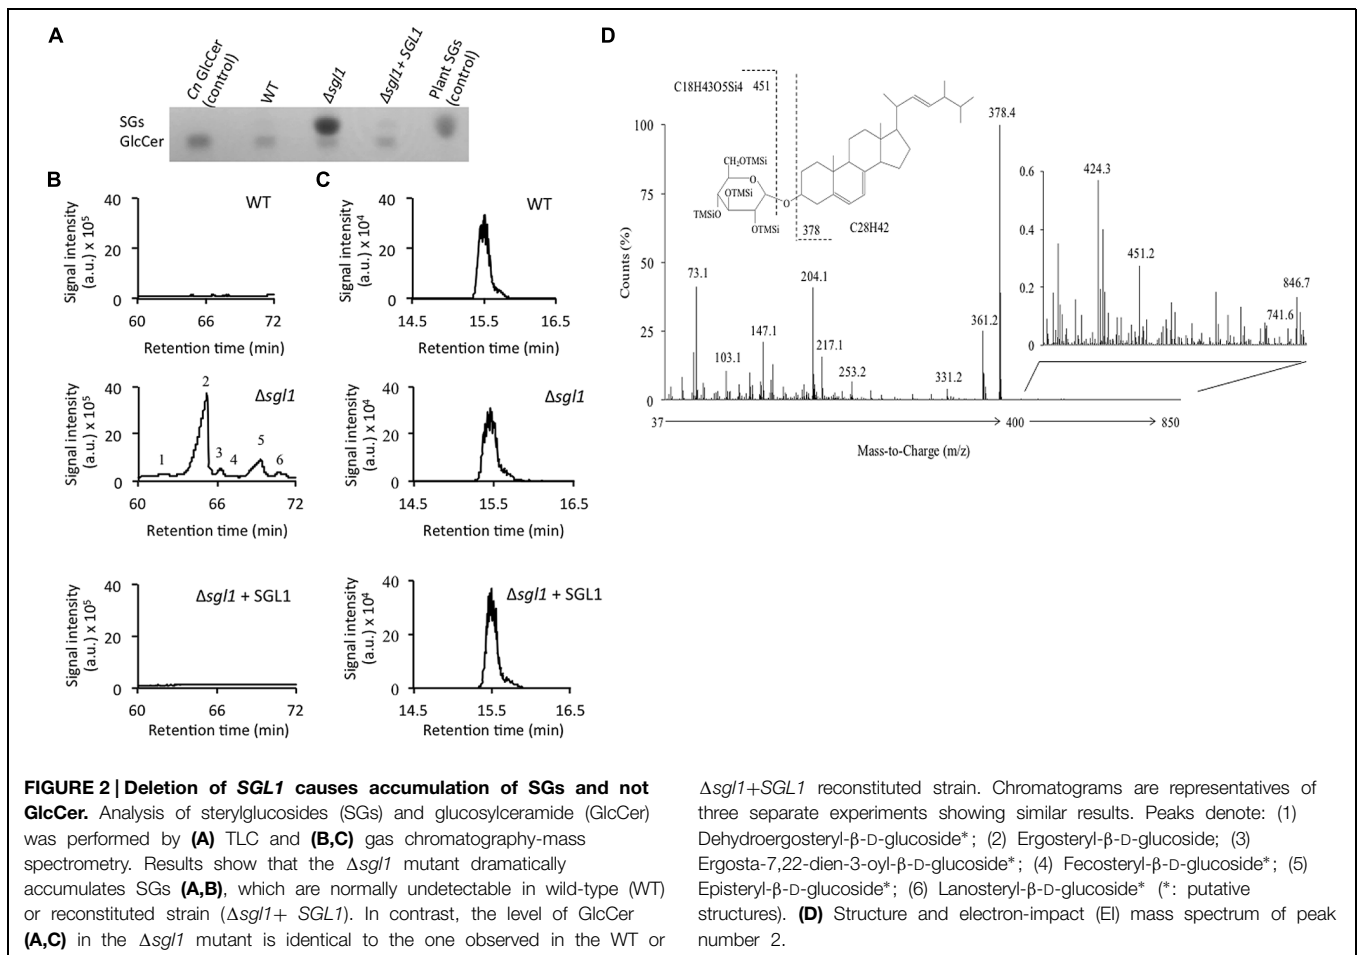 A
Cn GlcCer
(control)
WT
Δsgl1
Δsgl1+ SGL1
Plant SGs
(control)
SGs
GlcCer
B
Signal intensity
(a.u.) x 10⁵
40
20
0
WT
60
66
72
Retention time (min)
Signal intensity
(a.u.) x 10⁵
40
20
0
Δsgl1
1
2
3
4
5
6
60
66
72
Retention time (min)
Signal intensity
(a.u.) x 10⁵
40
20
0
Δsgl1 + SGL1
60
66
72
Retention time (min)
C
Signal intensity
(a.u.) x 10⁴
40
20
0
WT
14.5
15.5
16.5
Retention time (min)
Signal intensity
(a.u.) x 10⁴
40
20
0
Δsgl1
14.5
15.5
16.5
Retention time (min)
Signal intensity
(a.u.) x 10⁴
40
20
0
Δsgl1 + SGL1
14.5
15.5
16.5
Retention time (min)
D
C18H43O5Si4 451
CH₂OTMSi
O
OTMSi
TMSiO
OTMSi
O
378
C28H42
Counts (%)
100
75
50
25
0
73.1
103.1
147.1
204.1
217.1
253.2
331.2
361.2
378.4
0.6
0.4
0.2
0
424.3
451.2
741.6
846.7
37
400
850
Mass-to-Charge (m/z)
FIGURE 2 | Deletion of SGL1 causes accumulation of SGs and not
GlcCer. Analysis of sterylglucosides (SGs) and glucosylceramide (GlcCer)
was performed by (A) TLC and (B,C) gas chromatography-mass
spectrometry. Results show that the Δsgl1 mutant dramatically
accumulates SGs (A,B), which are normally undetectable in wild-type (WT)
or reconstituted strain (Δsgl1+ SGL1). In contrast, the level of GlcCer
(A,C) in the Δsgl1 mutant is identical to the one observed in the WT or
Δsgl1+SGL1 reconstituted strain. Chromatograms are representatives of
three separate experiments showing similar results. Peaks denote: (1)
Dehydroergosteryl-β-D-glucoside*; (2) Ergosteryl-β-D-glucoside; (3)
Ergosta-7,22-dien-3-oyl-β-D-glucoside*; (4) Fecosteryl-β-D-glucoside*; (5)
Episteryl-β-D-glucoside*; (6) Lanosteryl-β-D-glucoside* (*: putative
structures). (D) Structure and electron-impact (EI) mass spectrum of peak
number 2.